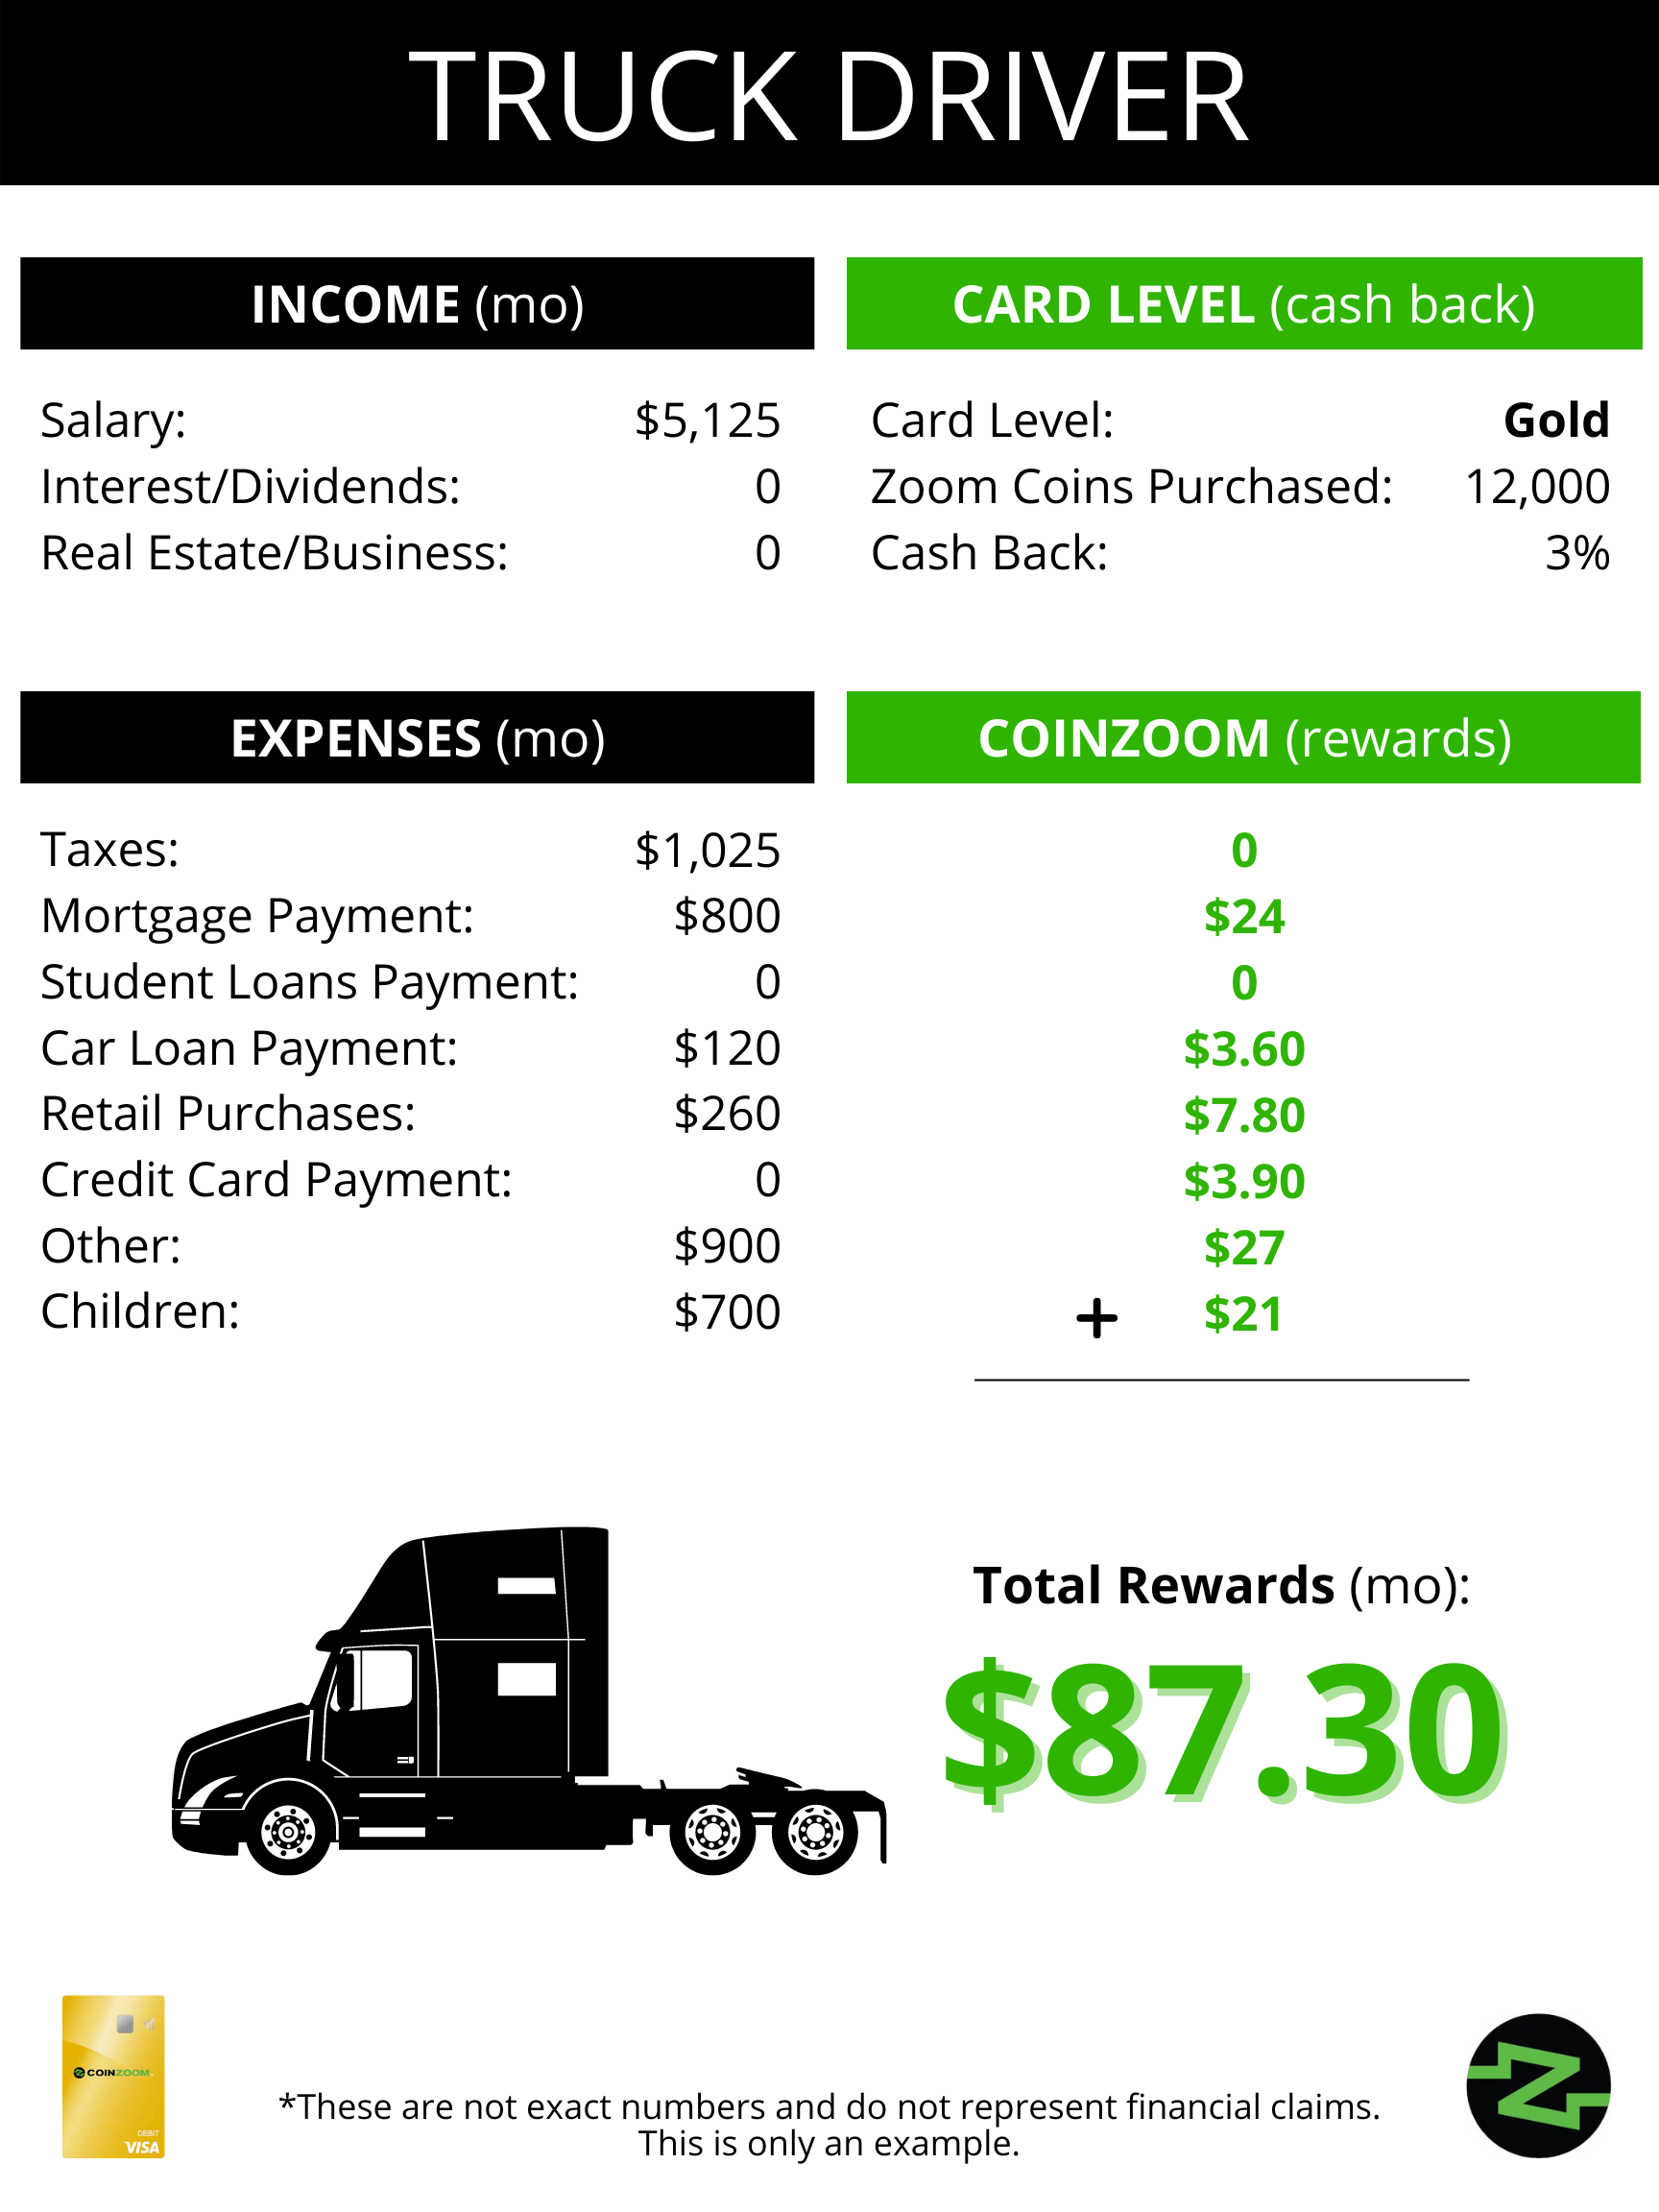 TRUCK DRIVER
INCOME (mo)
Salary: $5,125
Interest/Dividends: 0
Real Estate/Business: 0
CARD LEVEL (cash back)
Card Level: Gold
Zoom Coins Purchased: 12,000
Cash Back: 3%
EXPENSES (mo)
Taxes: $1,025
Mortgage Payment: $800
Student Loans Payment: 0
Car Loan Payment: $120
Retail Purchases: $260
Credit Card Payment: 0
Other: $900
Children: $700
COINZOOM (rewards)
0
$24
0
$3.60
$7.80
$3.90
$27
+ $21
Total Rewards (mo):
$87.30
COINZOOM
DEBIT
VISA
*These are not exact numbers and do not represent financial claims.
This is only an example.